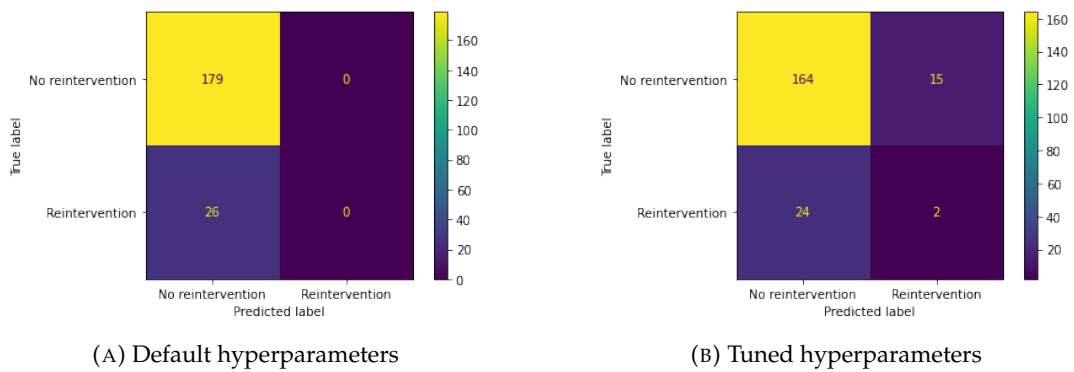 No reintervention
Reintervention
True label
179
0
26
0
No reintervention
Reintervention
Predicted label
160
140
120
100
80
60
40
20
0
(A) Default hyperparameters
No reintervention
Reintervention
True label
164
15
24
2
No reintervention
Reintervention
Predicted label
160
140
120
100
80
60
40
20
(B) Tuned hyperparameters